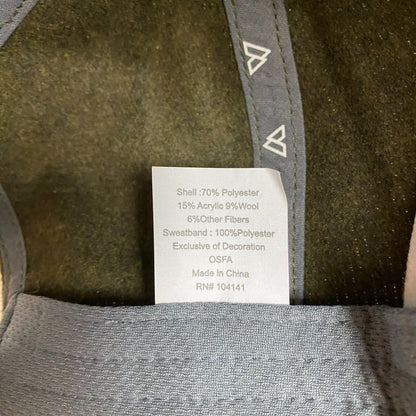 Shell :70% Polyester
15% Acrylic 9%Wool
6%Other Fibers
Sweatband : 100%Polyester
Exclusive of Decoration
OSFA
Made In China
RN# 104141